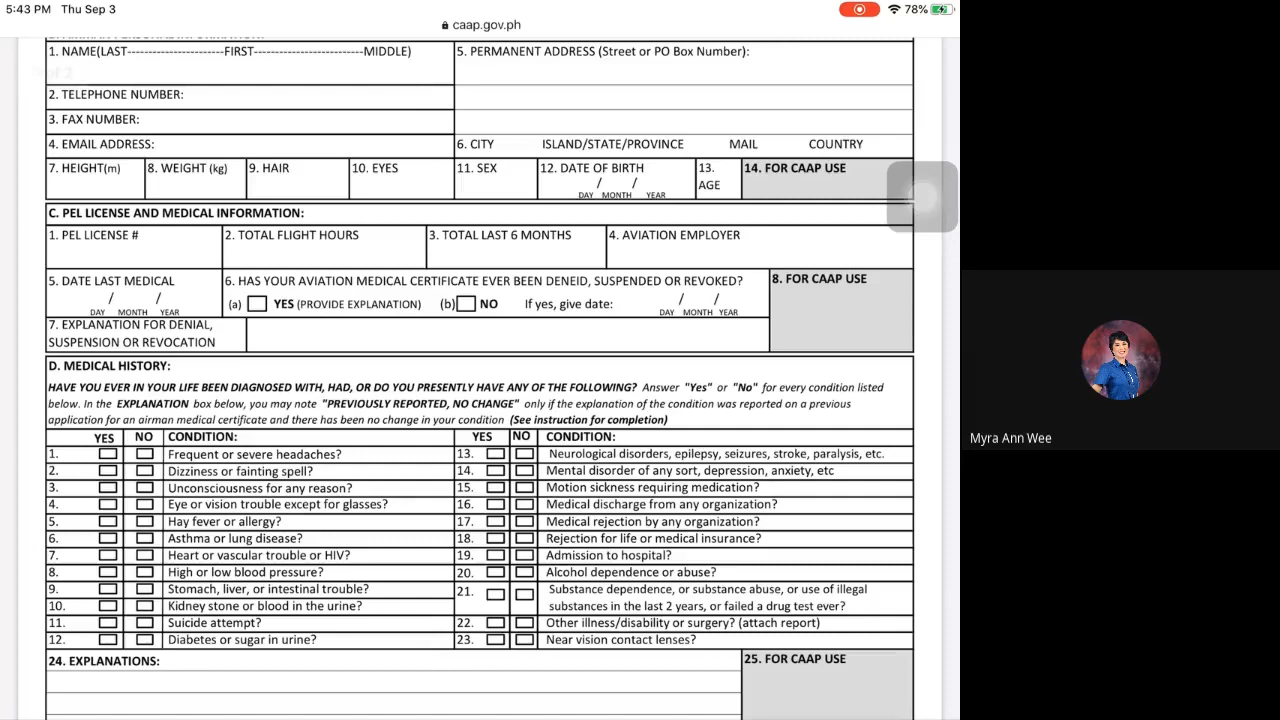 5:43 PM Thu Sep 3
78%
caap.gov.ph
1. NAME(LAST-----------------------FIRST--------------------------MIDDLE)
5. PERMANENT ADDRESS (Street or PO Box Number):
2. TELEPHONE NUMBER:
3. FAX NUMBER:
4. EMAIL ADDRESS:
6. CITY ISLAND/STATE/PROVINCE MAIL COUNTRY
7. HEIGHT(m) 8. WEIGHT (kg) 9. HAIR 10. EYES 11. SEX 12. DATE OF BIRTH 13. AGE 14. FOR CAAP USE
/ /
DAY MONTH YEAR
C. PEL LICENSE AND MEDICAL INFORMATION:
1. PEL LICENSE # 2. TOTAL FLIGHT HOURS 3. TOTAL LAST 6 MONTHS 4. AVIATION EMPLOYER
5. DATE LAST MEDICAL
/ /
DAY MONTH YEAR
6. HAS YOUR AVIATION MEDICAL CERTIFICATE EVER BEEN DENEID, SUSPENDED OR REVOKED?
(a) YES (PROVIDE EXPLANATION) (b) NO If yes, give date: / /
DAY MONTH YEAR
8. FOR CAAP USE
7. EXPLANATION FOR DENIAL,
SUSPENSION OR REVOCATION
D. MEDICAL HISTORY:
HAVE YOU EVER IN YOUR LIFE BEEN DIAGNOSED WITH, HAD, OR DO YOU PRESENTLY HAVE ANY OF THE FOLLOWING? Answer "Yes" or "No" for every condition listed
below. In the EXPLANATION box below, you may note "PREVIOUSLY REPORTED, NO CHANGE" only if the explanation of the condition was reported on a previous
application for an airman medical certificate and there has been no change in your condition (See instruction for completion)
YES NO CONDITION: YES NO CONDITION:
1. Frequent or severe headaches? 13. Neurological disorders, epilepsy, seizures, stroke, paralysis, etc.
2. Dizziness or fainting spell? 14. Mental disorder of any sort, depression, anxiety, etc
3. Unconsciousness for any reason? 15. Motion sickness requiring medication?
4. Eye or vision trouble except for glasses? 16. Medical discharge from any organization?
5. Hay fever or allergy? 17. Medical rejection by any organization?
6. Asthma or lung disease? 18. Rejection for life or medical insurance?
7. Heart or vascular trouble or HIV? 19. Admission to hospital?
8. High or low blood pressure? 20. Alcohol dependence or abuse?
9. Stomach, liver, or intestinal trouble? 21. Substance dependence, or substance abuse, or use of illegal
10. Kidney stone or blood in the urine? substances in the last 2 years, or failed a drug test ever?
11. Suicide attempt? 22. Other illness/disability or surgery? (attach report)
12. Diabetes or sugar in urine? 23. Near vision contact lenses?
24. EXPLANATIONS: 25. FOR CAAP USE
Myra Ann Wee